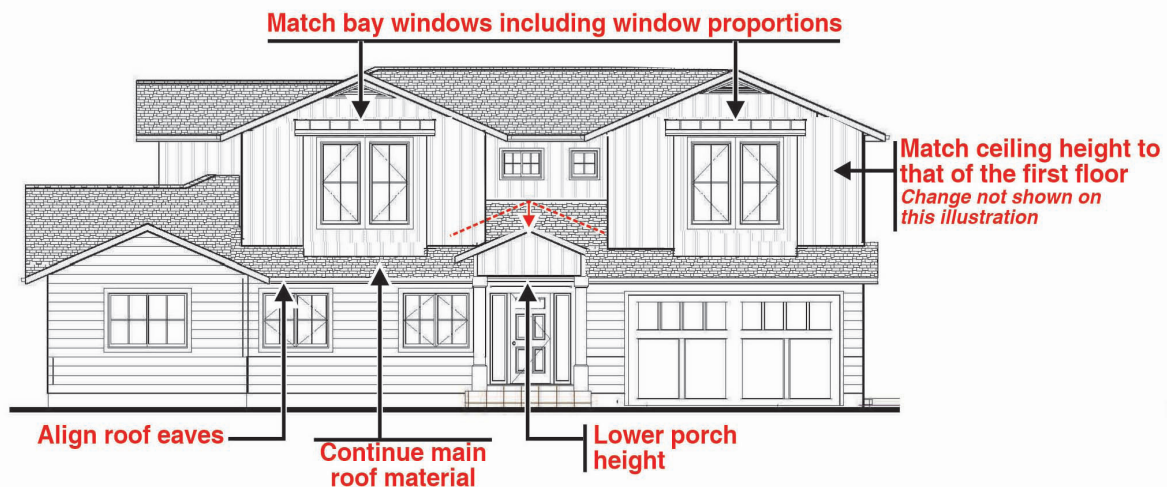 Match bay windows including window proportions
Match ceiling height to
that of the first floor
Change not shown on
this illustration
Align roof eaves
Continue main
roof material
Lower porch
height